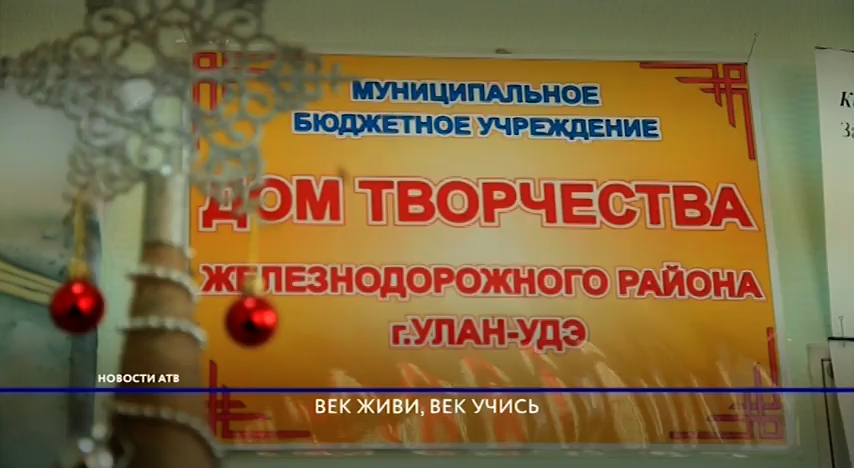 МУНИЦИПАЛЬНОЕ
БЮДЖЕТНОЕ УЧРЕЖДЕНИЕ
ДОМ ТВОРЧЕСТВА
ЖЕЛЕЗНОДОРОЖНОГО РАЙОНА
г.УЛАН-УДЭ
НОВОСТИ АТВ
ВЕК ЖИВИ, ВЕК УЧИСЬ